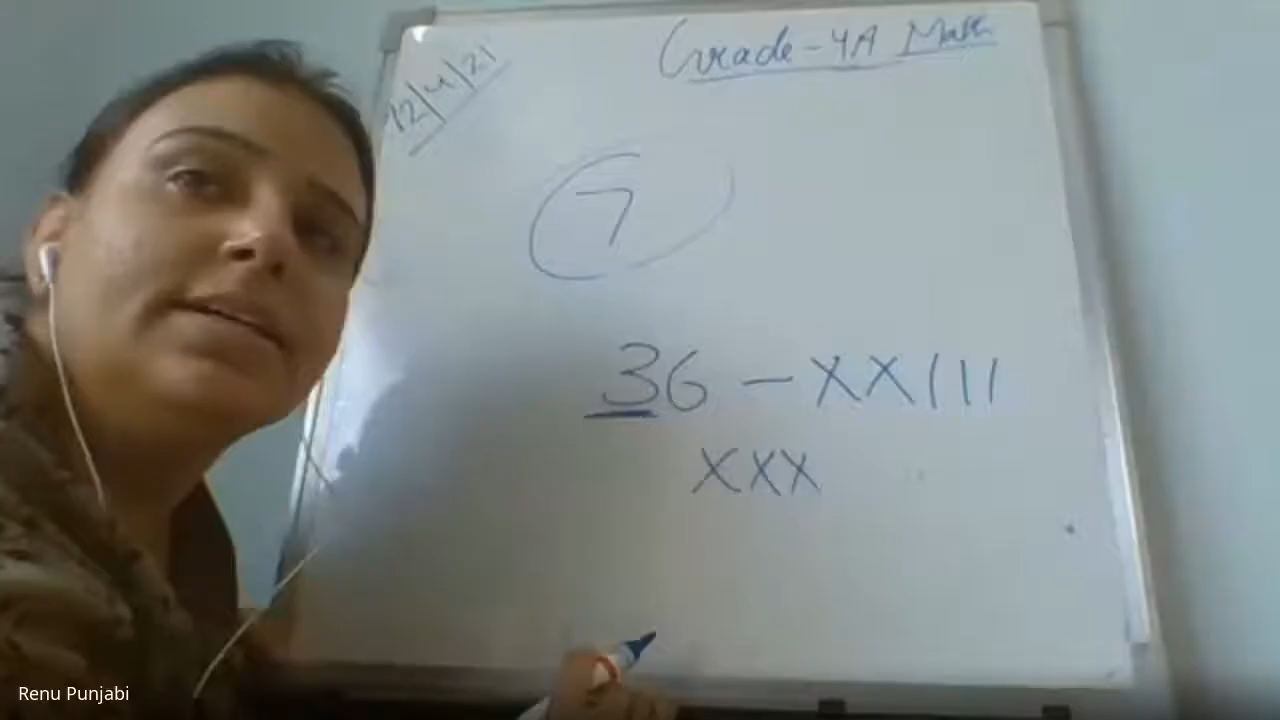 Grade-4A Math
12/4/21
7
36 - XXIII
XXX
Renu Punjabi